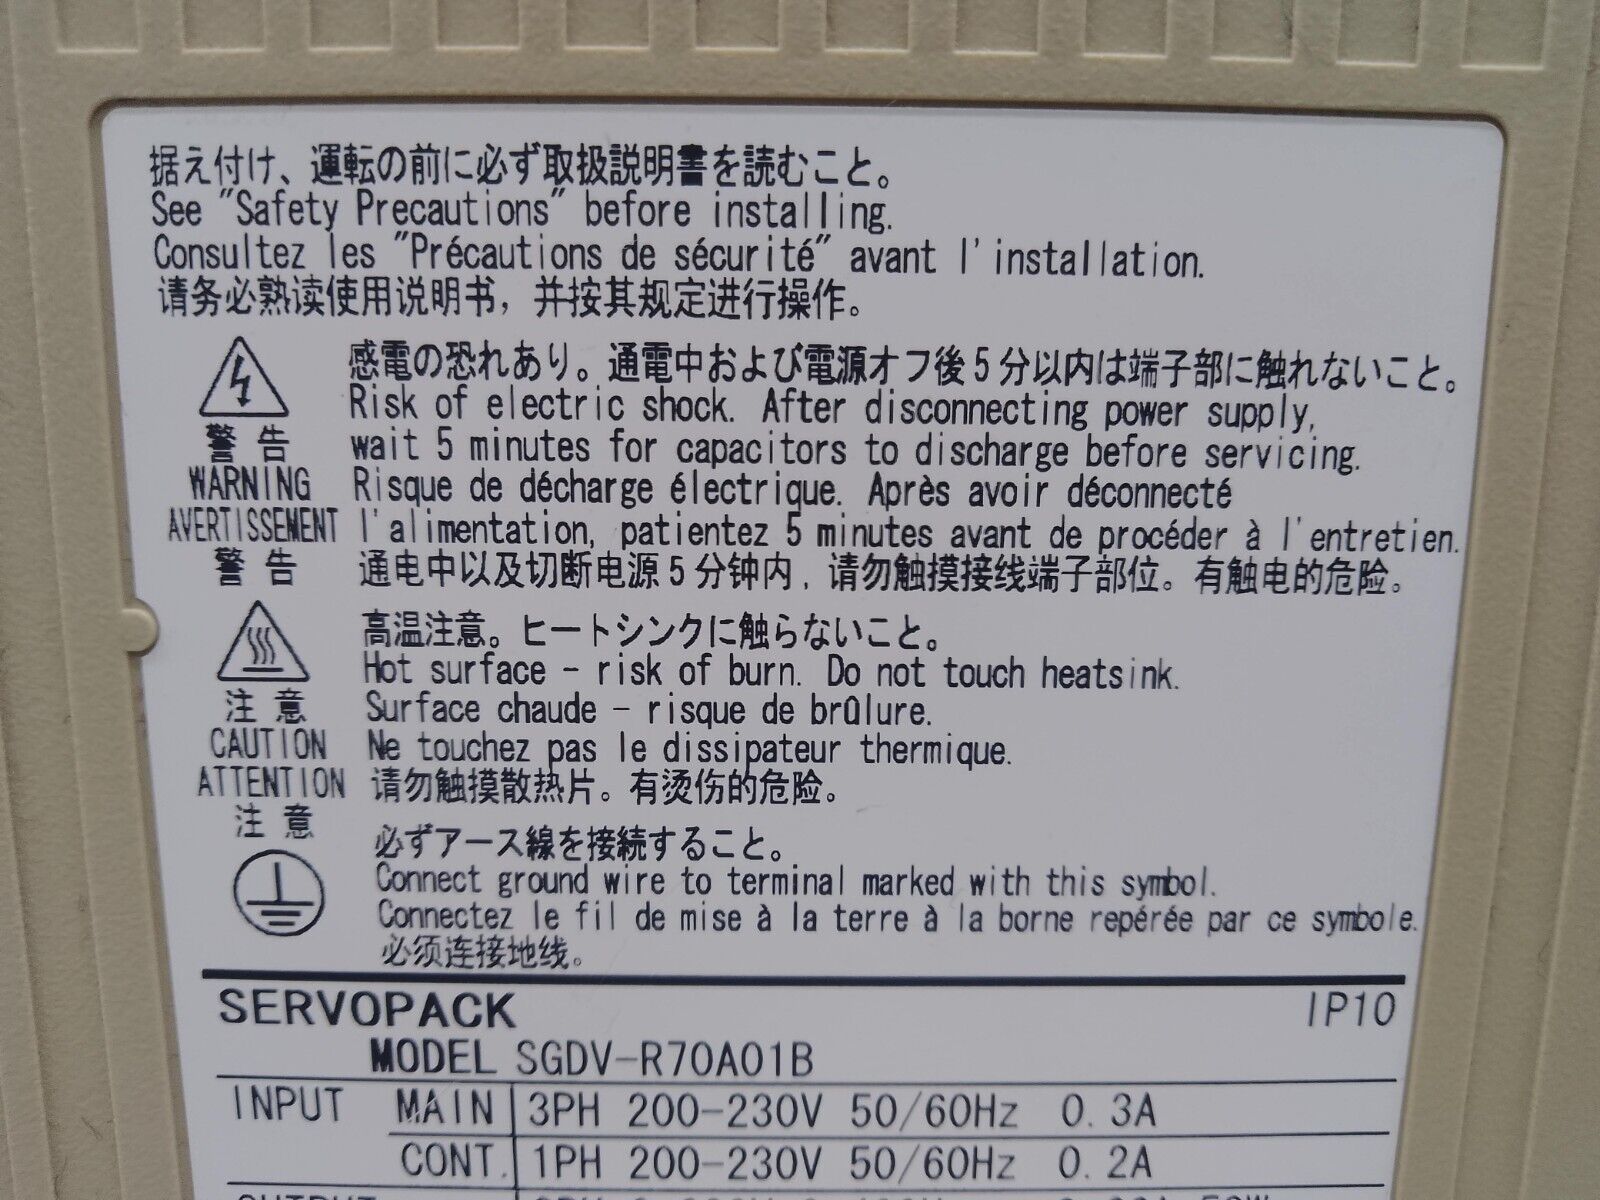 据え付け、運転の前に必ず取扱説明書を読むこと。
See "Safety Precautions" before installing.
Consultez les "Précautions de sécurité" avant l'installation.
请务必熟读使用说明书，并按其规定进行操作。
感電の恐れあり。通電中および電源オフ後5分以内は端子部に触れないこと。
Risk of electric shock. After disconnecting power supply,
警告 wait 5 minutes for capacitors to discharge before servicing.
WARNING Risque de décharge électrique. Après avoir déconnecté
AVERTISSEMENT l'alimentation, patientez 5 minutes avant de procéder à l'entretien.
警告 通电中以及切断电源5分钟内，请勿触摸接线端子部位。有触电的危险。
高温注意。ヒートシンクに触らないこと。
Hot surface - risk of burn. Do not touch heatsink.
注意 Surface chaude - risque de brûlure.
CAUTION Ne touchez pas le dissipateur thermique.
ATTENTION 请勿触摸散热片。有烫伤的危险。
注意
必ずアース線を接続すること。
Connect ground wire to terminal marked with this symbol.
Connectez le fil de mise à la terre à la borne repérée par ce symbole.
必须连接地线。
SERVOPACK IP10
MODEL SGDV-R70A01B
INPUT MAIN 3PH 200-230V 50/60Hz 0.3A
CONT. 1PH 200-230V 50/60Hz 0.2A